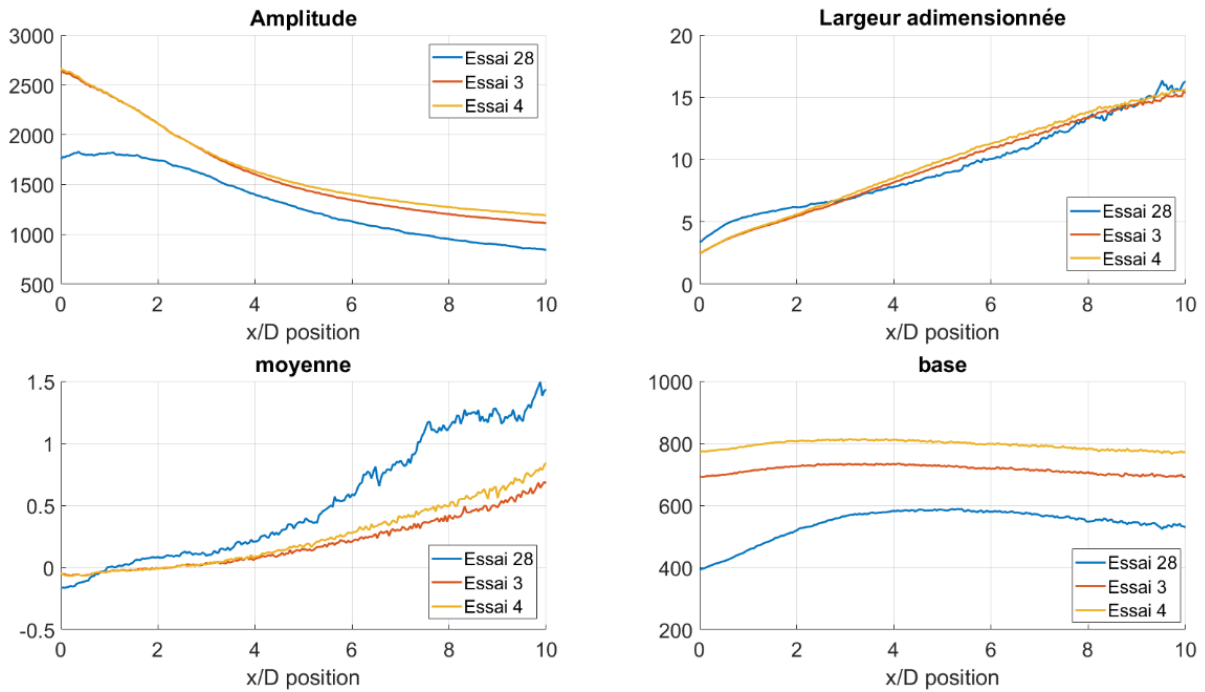 Amplitude
3000
2500
2000
1500
1000
500
0 2 4 6 8 10
x/D position
Essai 28
Essai 3
Essai 4
Largeur adimensionnée
20
15
10
5
0
0 2 4 6 8 10
x/D position
Essai 28
Essai 3
Essai 4
moyenne
1.5
1
0.5
0
-0.5
0 2 4 6 8 10
x/D position
Essai 28
Essai 3
Essai 4
base
1000
800
600
400
200
0 2 4 6 8 10
x/D position
Essai 28
Essai 3
Essai 4